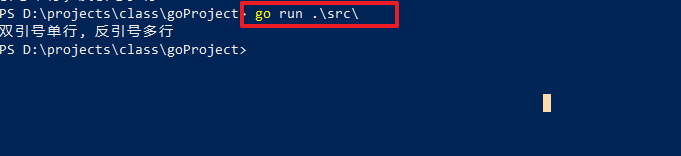 PS D:\projects\class\goProject> go run .\src\
双引号单行, 反引号多行
PS D:\projects\class\goProject>